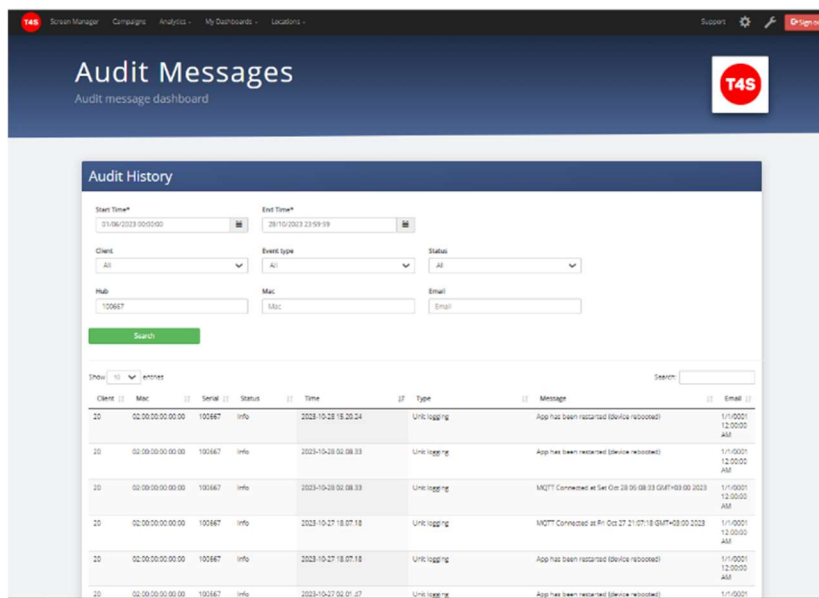 T4S Screen Manager Campaigns Analytics My Dashboards Locations Support Sign
Audit Messages
Audit message dashboard
T4S
Audit History
Start Time* End Time*
01/06/2023 00:00:00 28/10/2023 23:59:59
Client Event type Status
All All All
Hub Mac Email
100667 Mac Email
Search
Show 10 entries Search:
Client Mac Serial Status Time Type Message Email
20 02:00:00:00:00:00 100667 Info 2023-10-28 15.20.24 Unit logging App has been restarted (device rebooted) 1/1/0001
12:00:00
AM
20 02:00:00:00:00:00 100667 Info 2023-10-28 02.08.33 Unit logging App has been restarted (device rebooted) 1/1/0001
12:00:00
AM
20 02:00:00:00:00:00 100667 Info 2023-10-28 02.08.33 Unit logging MQTT Connected at Sat Oct 28 05:08:33 GMT+03:00 2023 1/1/0001
12:00:00
AM
20 02:00:00:00:00:00 100667 Info 2023-10-27 18.07.18 Unit logging MQTT Connected at Fri Oct 27 21:07:18 GMT+03:00 2023 1/1/0001
12:00:00
AM
20 02:00:00:00:00:00 100667 Info 2023-10-27 18.07.18 Unit logging App has been restarted (device rebooted) 1/1/0001
12:00:00
AM
20 02:00:00:00:00:00 100667 Info 2023-10-27 02.01.47 Unit logging App has been restarted (device rebooted) 1/1/0001